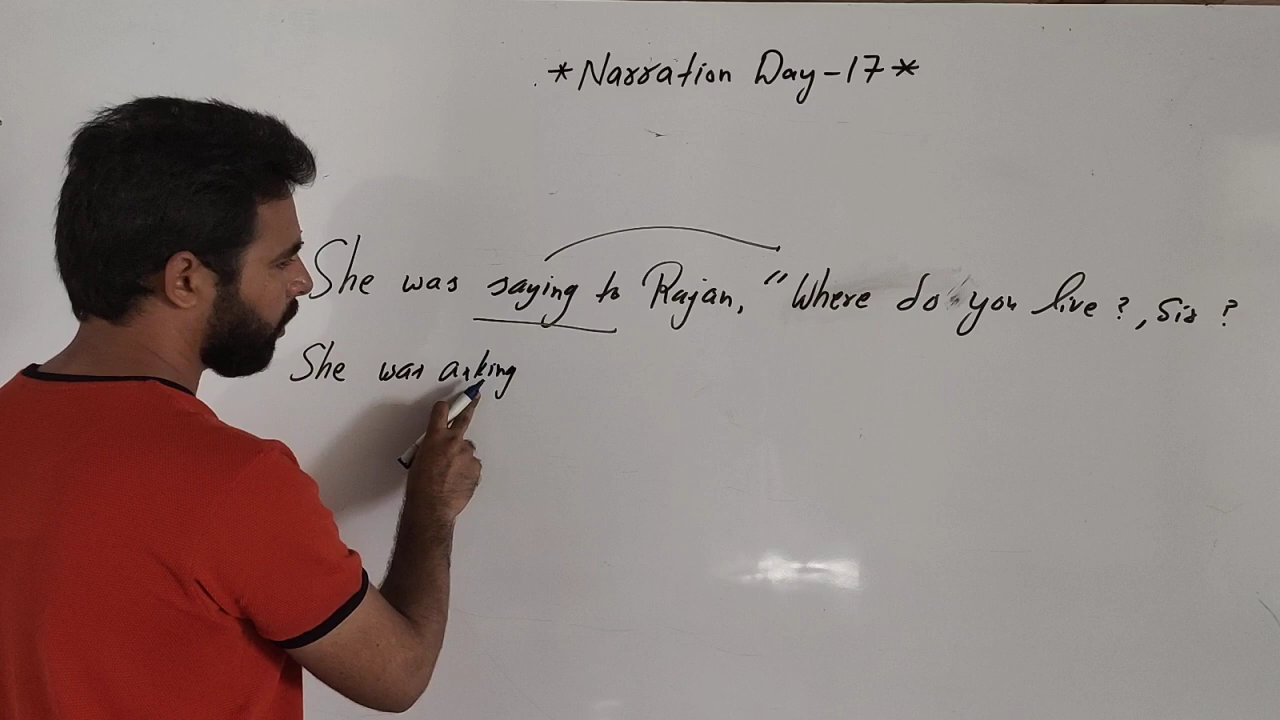 *Narration Day-17*
She was saying to Rajan, "Where do you live?, Sir?
She was asking